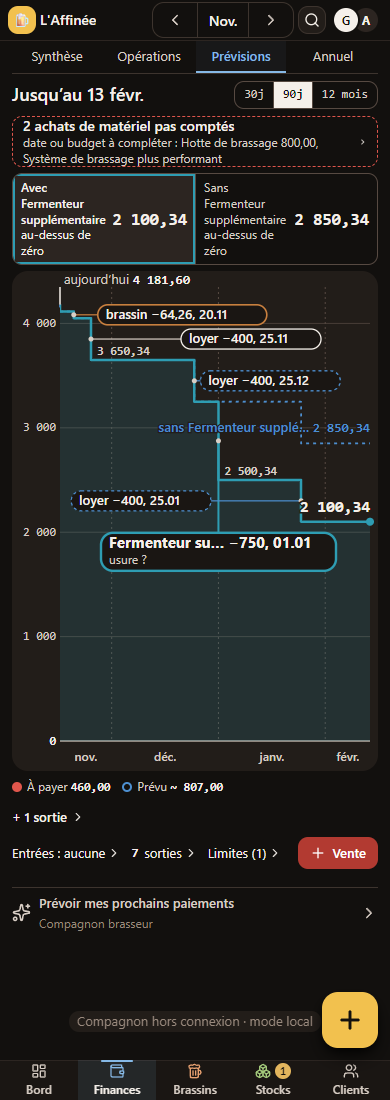 L'Affinée
Nov.
G A
Synthèse Opérations Prévisions Annuel
Jusqu'au 13 févr.
30j 90j 12 mois
2 achats de matériel pas comptés
date ou budget à compléter : Hotte de brassage 800,00,
Système de brassage plus performant
Avec
Fermenteur
supplémentaire
au-dessus de
zéro
2 100,34
Sans
Fermenteur
supplémentaire
au-dessus de
zéro
2 850,34
aujourd'hui 4 181,60
brassin −64,26, 20.11
4 000
loyer −400, 25.11
3 650,34
loyer −400, 25.12
3 000
sans Fermenteur supplé… 2 850,34
2 500,34
loyer −400, 25.01
2 100,34
2 000
Fermenteur su… −750, 01.01
usure ?
1 000
0
nov. déc. janv. févr.
À payer 460,00 Prévu ~ 807,00
+ 1 sortie
Entrées : aucune 7 sorties Limites (1) + Vente
Prévoir mes prochains paiements
Compagnon brasseur
Compagnon hors connexion · mode local
+
1
Bord Finances Brassins Stocks Clients